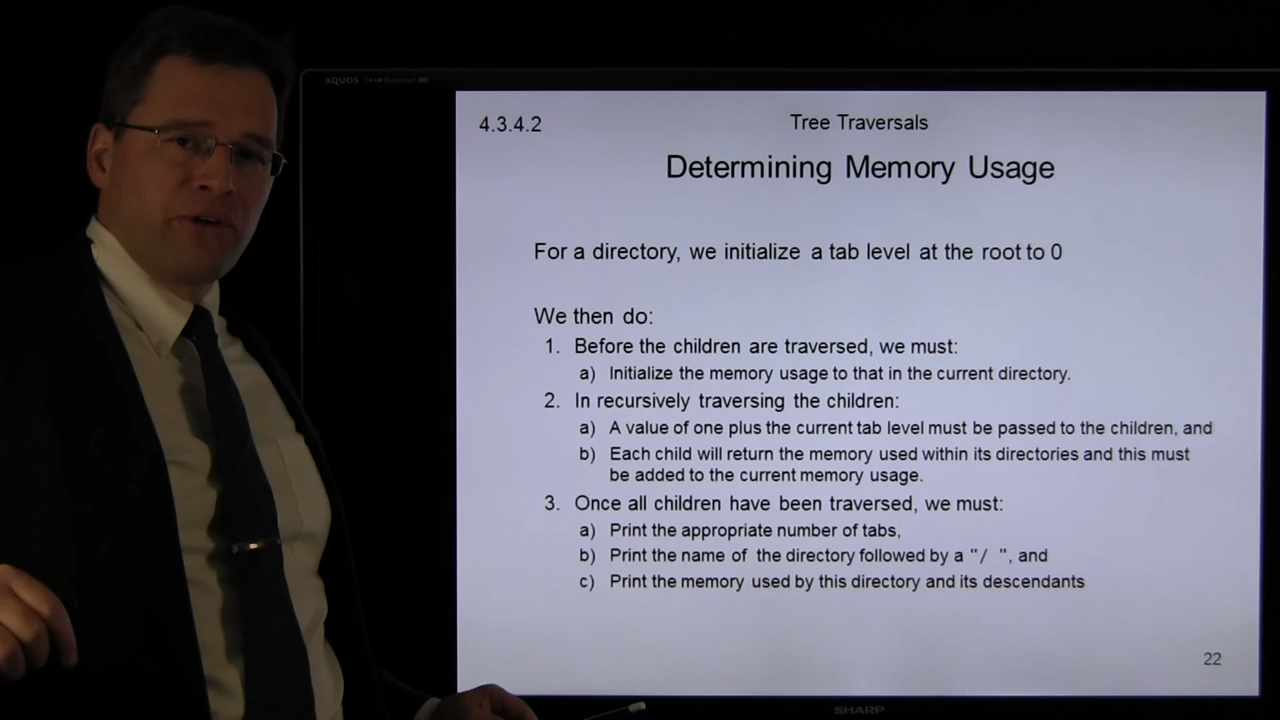 AQUOS
4.3.4.2
Tree Traversals
Determining Memory Usage
For a directory, we initialize a tab level at the root to 0
We then do:
1. Before the children are traversed, we must:
a) Initialize the memory usage to that in the current directory.
2. In recursively traversing the children:
a) A value of one plus the current tab level must be passed to the children, and
b) Each child will return the memory used within its directories and this must
be added to the current memory usage.
3. Once all children have been traversed, we must:
a) Print the appropriate number of tabs,
b) Print the name of the directory followed by a "/ ", and
c) Print the memory used by this directory and its descendants
22
SHARP